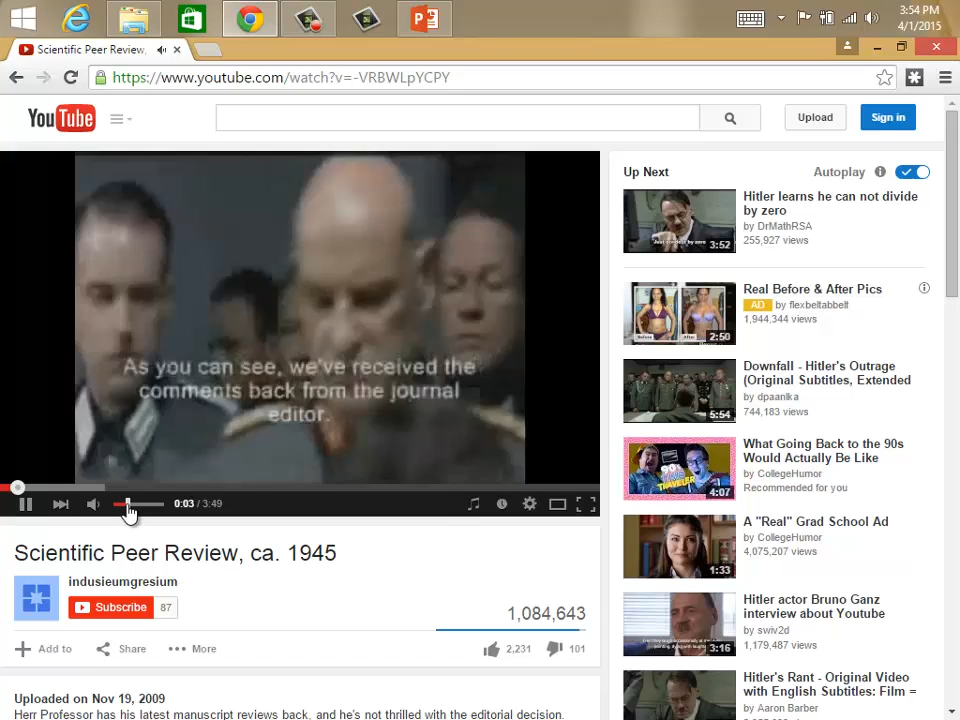 3:54 PM
4/1/2015
Scientific Peer Review,
https://www.youtube.com/watch?v=-VRBWLpYCPY
YouTube
Upload
Sign in
As you can see, we've received the
comments back from the journal
editor.
0:03 / 3:49
Scientific Peer Review, ca. 1945
indusieumgresium
Subscribe 87
1,084,643
Add to
Share
More
2,231
101
Uploaded on Nov 19, 2009
Herr Professor has his latest manuscript reviews back, and he's not thrilled with the editorial decision.
Up Next
Autoplay
Hitler learns he can not divide
by zero
by DrMathRSA
255,927 views
3:52
Real Before & After Pics
AD by flexbeltabbelt
1,944,344 views
Before
After
2:50
Downfall - Hitler's Outrage
(Original Subtitles, Extended
by dpaanlka
744,183 views
5:54
What Going Back to the 90s
Would Actually Be Like
by CollegeHumor
Recommended for you
4:07
A "Real" Grad School Ad
by CollegeHumor
4,075,207 views
1:33
Hitler actor Bruno Ganz
interview about Youtube
by swiv2d
1,179,487 views
3:16
Hitler's Rant - Original Video
with English Subtitles: Film =
by Aaron Barber